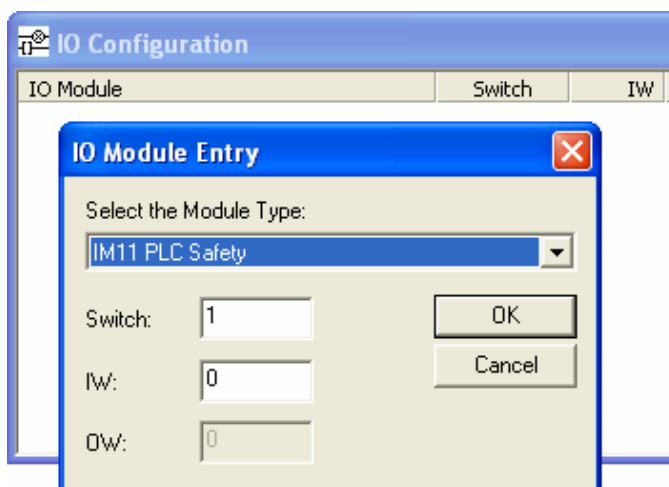 IO Configuration
IO Module Switch IW
IO Module Entry
Select the Module Type:
IM11 PLC Safety
Switch: 1 OK
IW: 0 Cancel
OW: 0